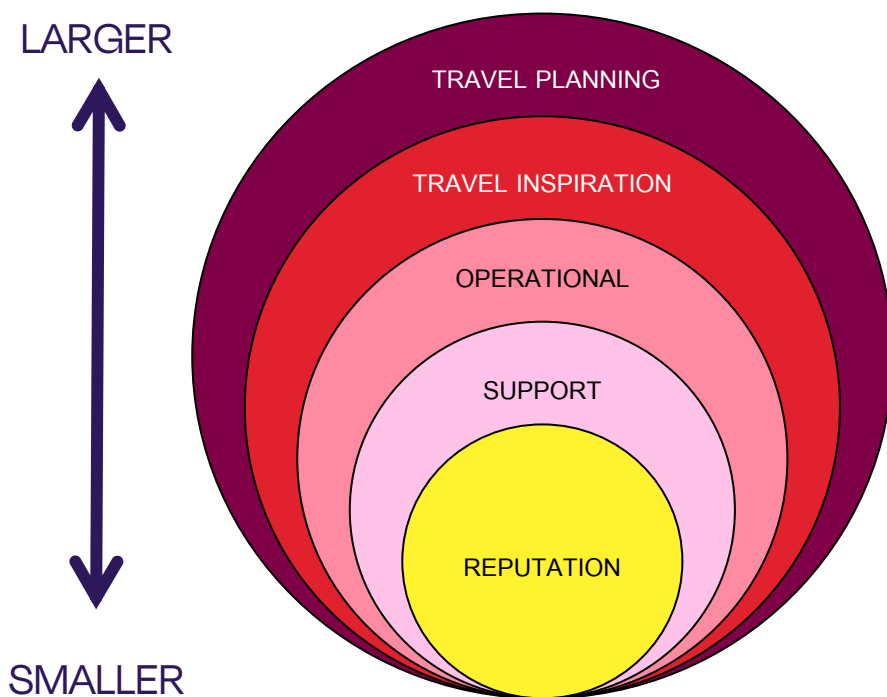 LARGER
TRAVEL PLANNING
TRAVEL INSPIRATION
OPERATIONAL
SUPPORT
REPUTATION
SMALLER